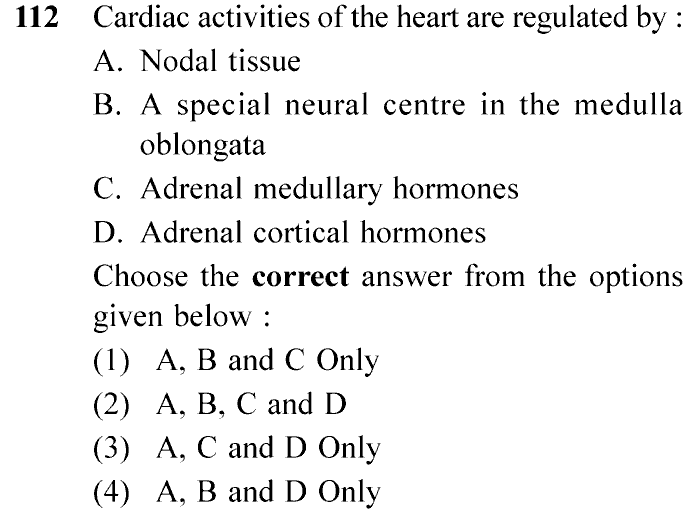 112 Cardiac activities of the heart are regulated by :
A. Nodal tissue
B. A special neural centre in the medulla
oblongata
C. Adrenal medullary hormones
D. Adrenal cortical hormones
Choose the correct answer from the options
given below :
(1) A, B and C Only
(2) A, B, C and D
(3) A, C and D Only
(4) A, B and D Only